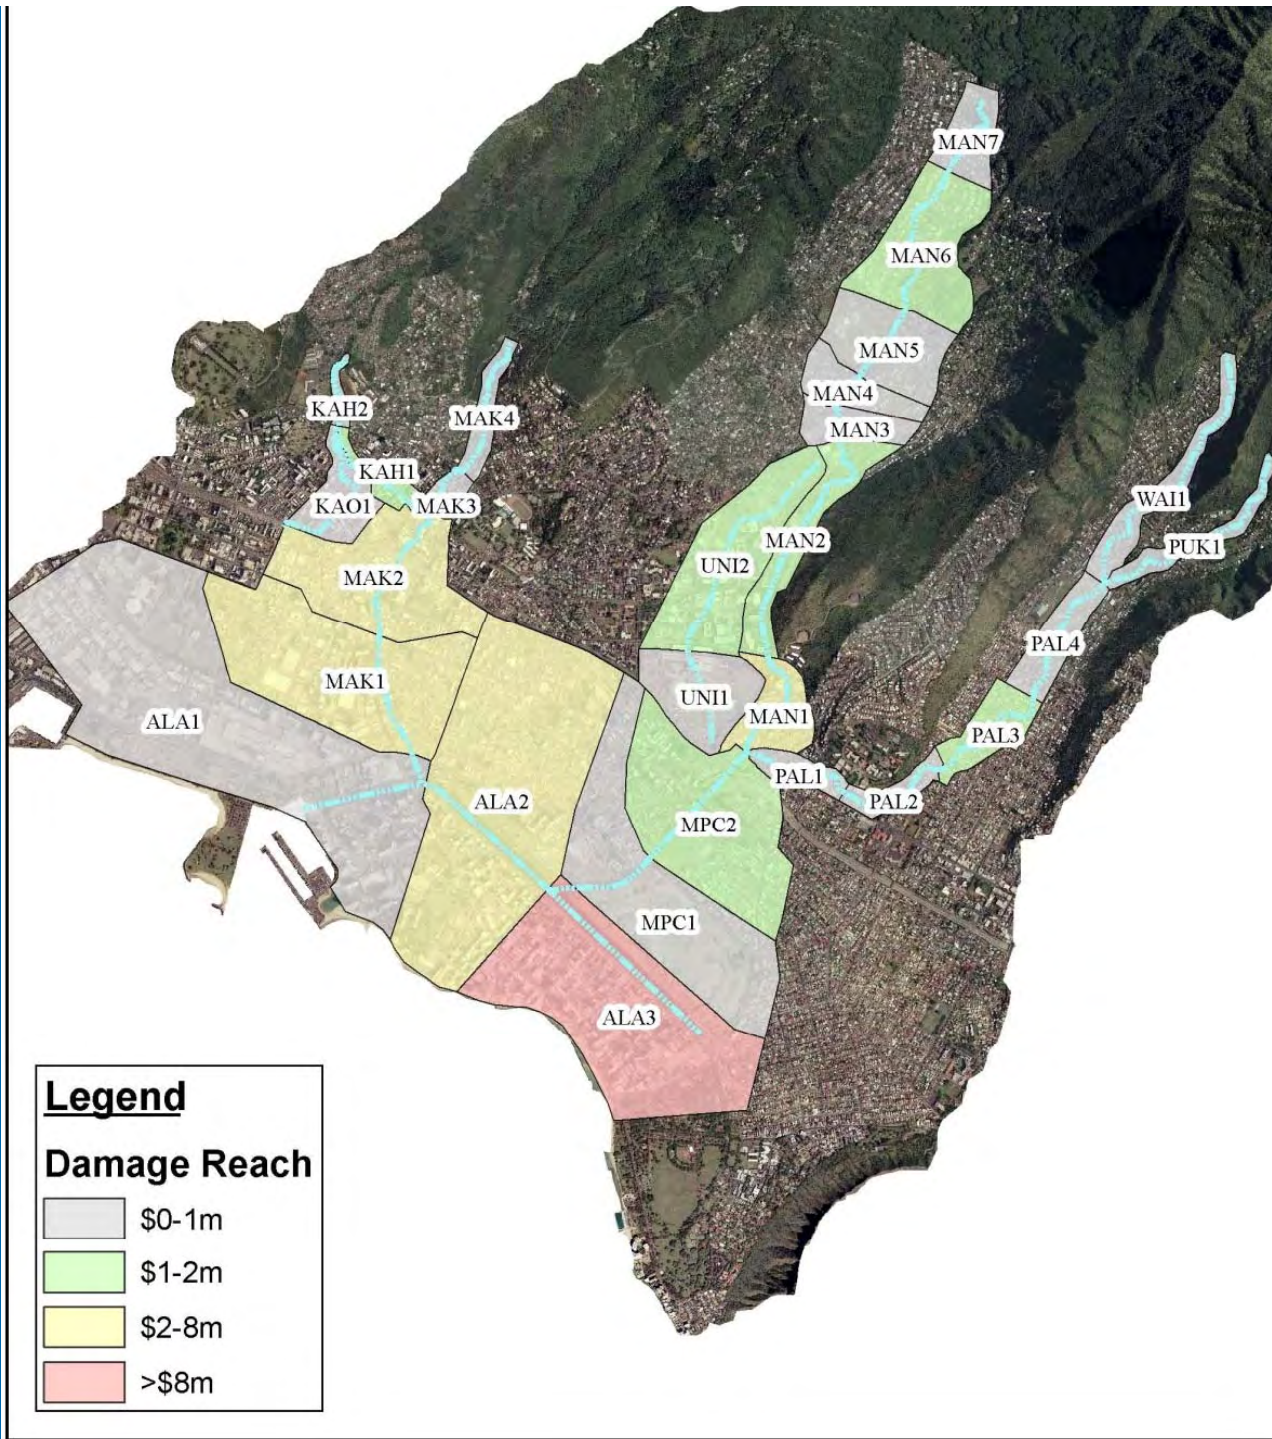 MAN7
MAN6
MAN5
MAN4
MAN3
KAH2
MAK4
KAH1
KAO1
MAK3
WAI1
PUK1
MAN2
UNI2
MAK2
PAL4
MAK1
UNI1
MAN1
ALA1
PAL3
PAL1
PAL2
ALA2
MPC2
MPC1
ALA3
Legend
Damage Reach
$0-1m
$1-2m
$2-8m
>$8m